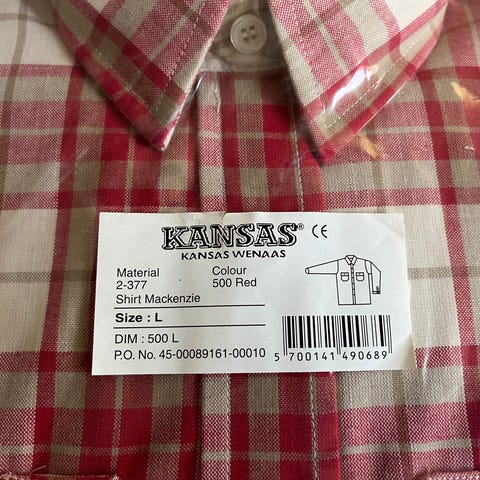 KANSAS® CE
KANSAS WENAAS
Material Colour
2-377 500 Red
Shirt Mackenzie
Size : L
DIM : 500 L
P.O. No. 45-00089161-00010
5 700141 490689